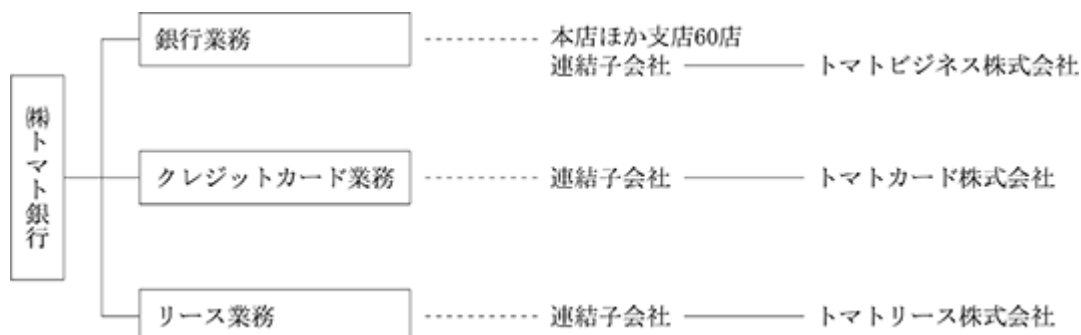 ㈱トマト銀行
銀行業務
本店ほか支店60店
連結子会社
トマトビジネス株式会社
クレジットカード業務
連結子会社
トマトカード株式会社
リース業務
連結子会社
トマトリース株式会社